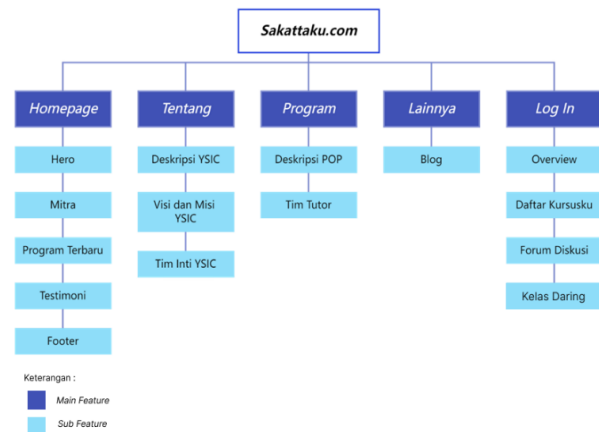 Sakattaku.com
Homepage
Tentang
Program
Lainnya
Log In
Hero
Deskripsi YSIC
Deskripsi POP
Blog
Overview
Mitra
Visi dan Misi
YSIC
Tim Tutor
Daftar Kursusku
Program Terbaru
Tim Inti YSIC
Forum Diskusi
Testimoni
Kelas Daring
Footer
Keterangan :
Main Feature
Sub Feature